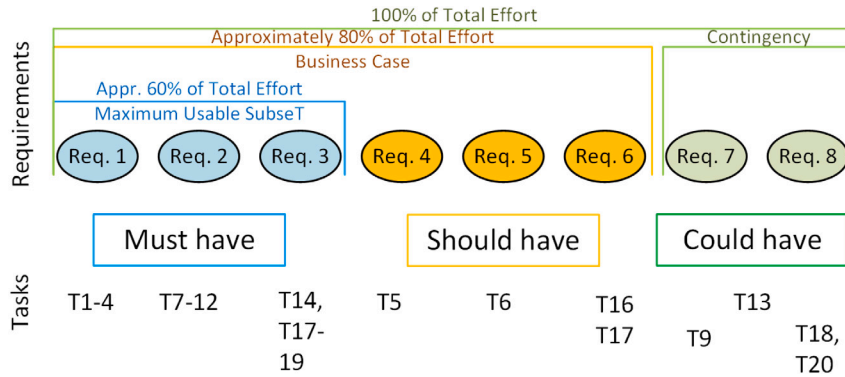 100% of Total Effort
Approximately 80% of Total Effort
Contingency
Business Case
Appr. 60% of Total Effort
Maximum Usable SubseT
Requirements
Req. 1 Req. 2 Req. 3 Req. 4 Req. 5 Req. 6 Req. 7 Req. 8
Must have Should have Could have
Tasks
T1-4 T7-12 T14, T5 T6 T16 T13
T17- T17 T9 T18,
19 T20